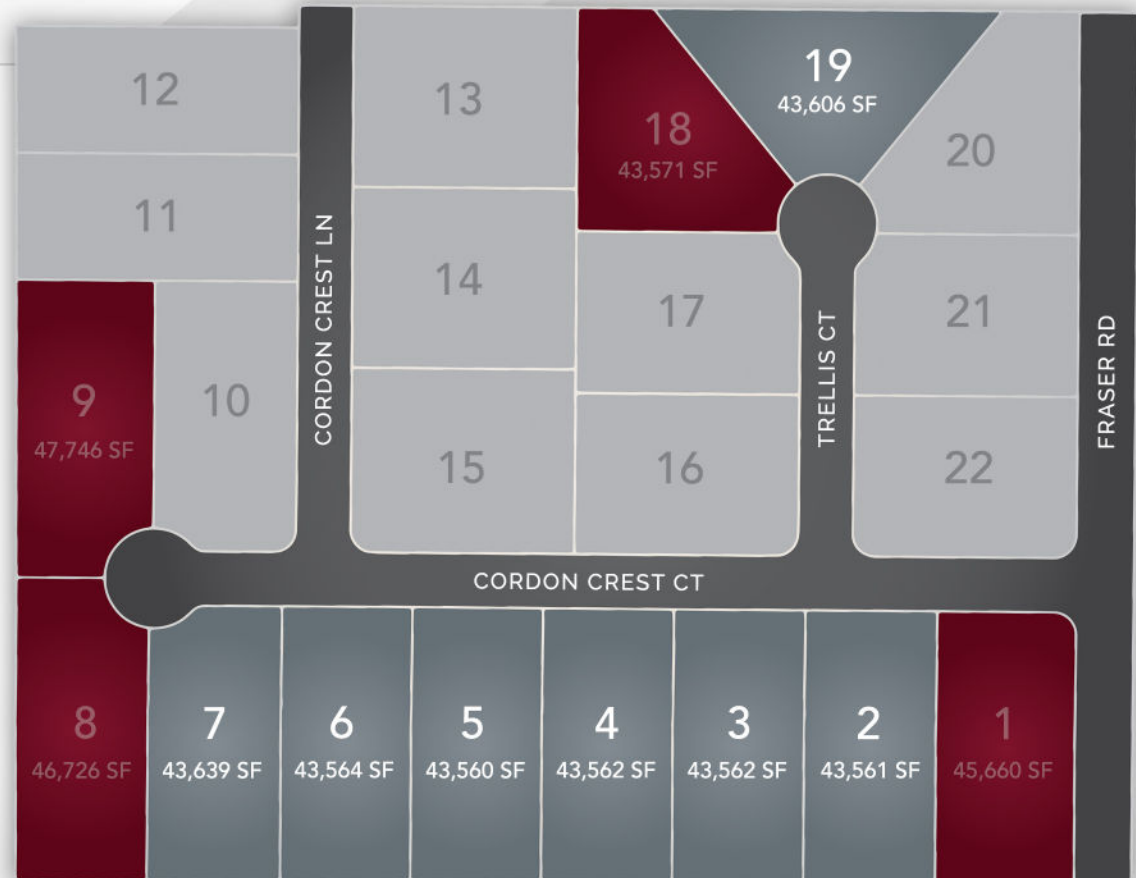 12
13
18
43,571 SF
19
43,606 SF
20
11
CORDON CREST LN
14
17
TRELLIS CT
21
FRASER RD
9
47,746 SF
10
15
16
22
CORDON CREST CT
8
46,726 SF
7
43,639 SF
6
43,564 SF
5
43,560 SF
4
43,562 SF
3
43,562 SF
2
43,561 SF
1
45,660 SF